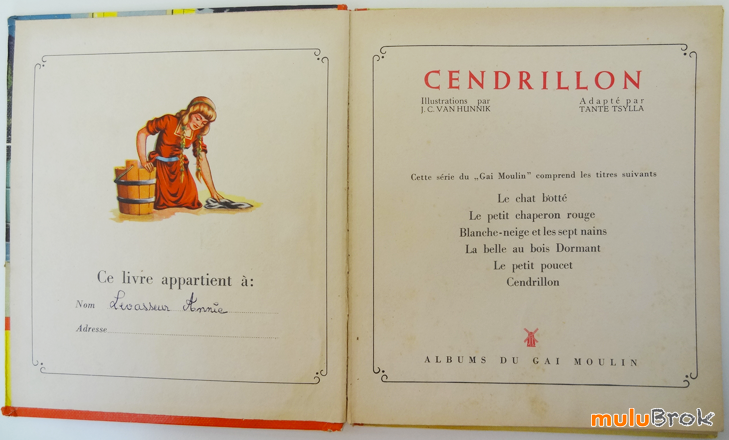 Ce livre appartient à:
Nom Levasseur Annie
Adresse
CENDRILLON
Illustrations par
J. C. VAN HUNNIK
Adapté par
TANTE TSYLLA
Cette série du „Gai Moulin" comprend les titres suivants
Le chat botté
Le petit chaperon rouge
Blanche-neige et les sept nains
La belle au bois Dormant
Le petit poucet
Cendrillon
ALBUMS DU GAI MOULIN
muluBrok